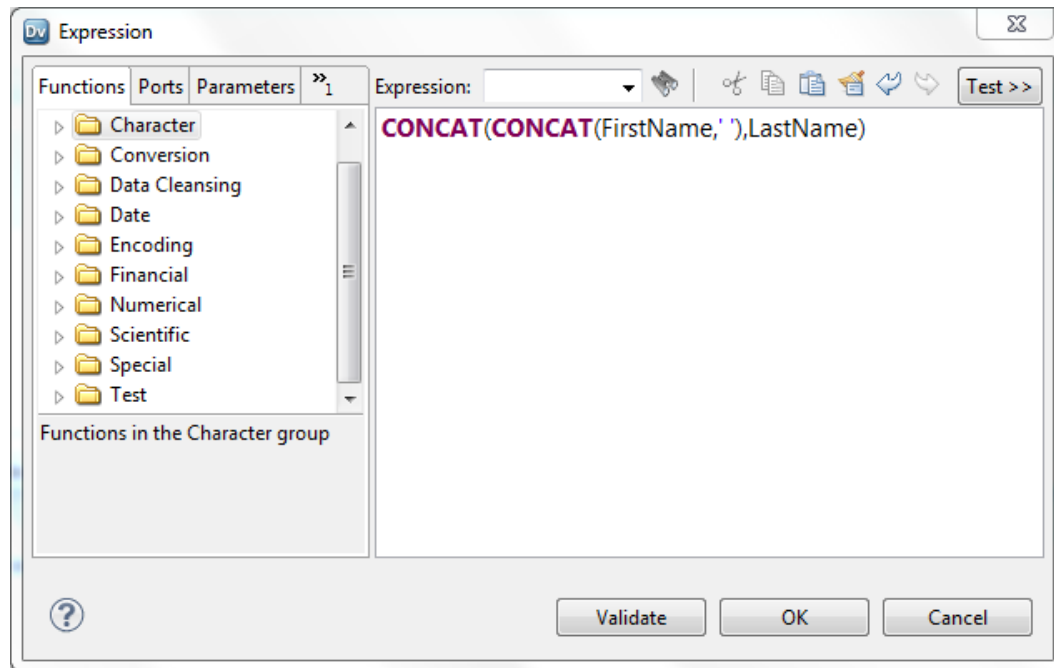 Dv Expression
Functions Ports Parameters »1
Character
Conversion
Data Cleansing
Date
Encoding
Financial
Numerical
Scientific
Special
Test
Functions in the Character group
Expression:
Test >>
CONCAT(CONCAT(FirstName,' '),LastName)
?
Validate OK Cancel